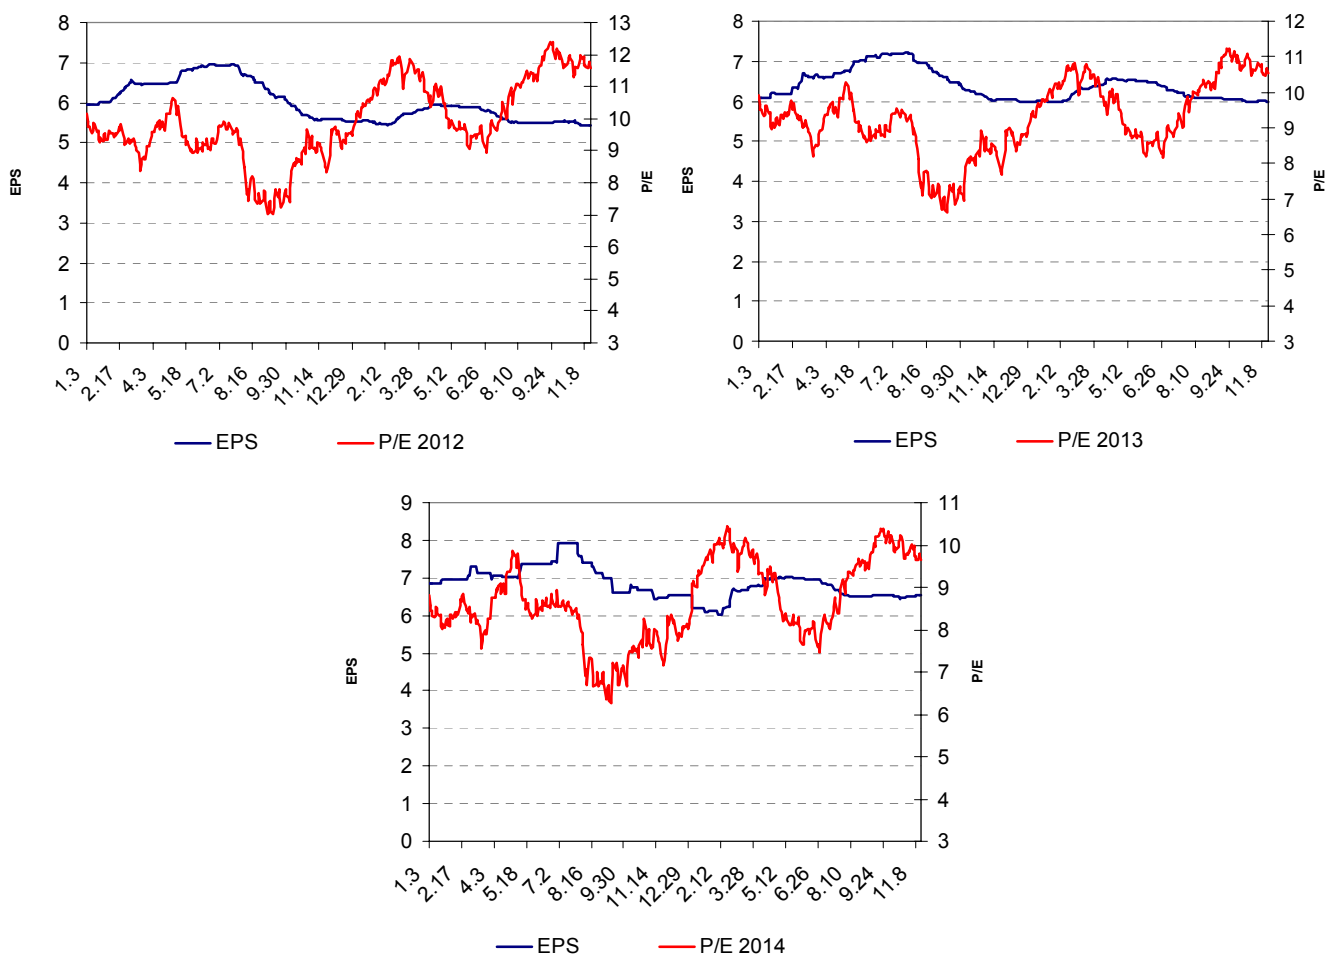 8 7 6 5 4 3 2 1 0
EPS
13 12 11 10 9 8 7 6 5 4 3
P/E
1.3 2.17 4.3 5.18 7.2 8.16 9.30 11.14 12.29 2.12 3.28 5.12 6.26 8.10 9.24 11.8
EPS P/E 2012
8 7 6 5 4 3 2 1 0
EPS
12 11 10 9 8 7 6 5 4 3
P/E
1.3 2.17 4.3 5.18 7.2 8.16 9.30 11.14 12.29 2.12 3.28 5.12 6.26 8.10 9.24 11.8
EPS P/E 2013
9 8 7 6 5 4 3 2 1 0
EPS
11 10 9 8 7 6 5 4 3
P/E
1.3 2.17 4.3 5.18 7.2 8.16 9.30 11.14 12.29 2.12 3.28 5.12 6.26 8.10 9.24 11.8
EPS P/E 2014